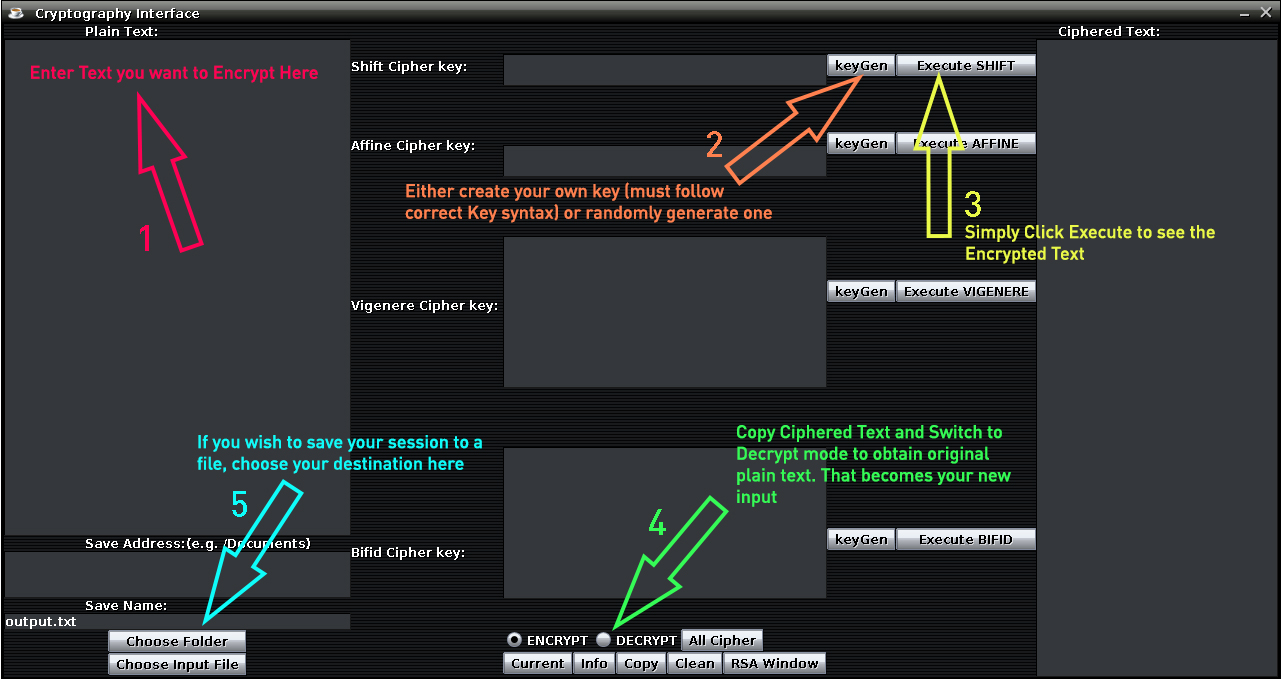 Cryptography Interface
Plain Text:
Ciphered Text:
Enter Text you want to Encrypt Here
1
Shift Cipher key:
keyGen
Execute SHIFT
2
Affine Cipher key:
keyGen
Execute AFFINE
Either create your own key (must follow
correct Key syntax) or randomly generate one
3
Simply Click Execute to see the
Encrypted Text
Vigenere Cipher key:
keyGen
Execute VIGENERE
If you wish to save your session to a
file, choose your destination here
5
Copy Ciphered Text and Switch to
Decrypt mode to obtain original
plain text. That becomes your new
input
4
Save Address:(e.g. /Documents)
Bifid Cipher key:
keyGen
Execute BIFID
Save Name:
output.txt
Choose Folder
Choose Input File
ENCRYPT
DECRYPT
All Cipher
Current
Info
Copy
Clean
RSA Window